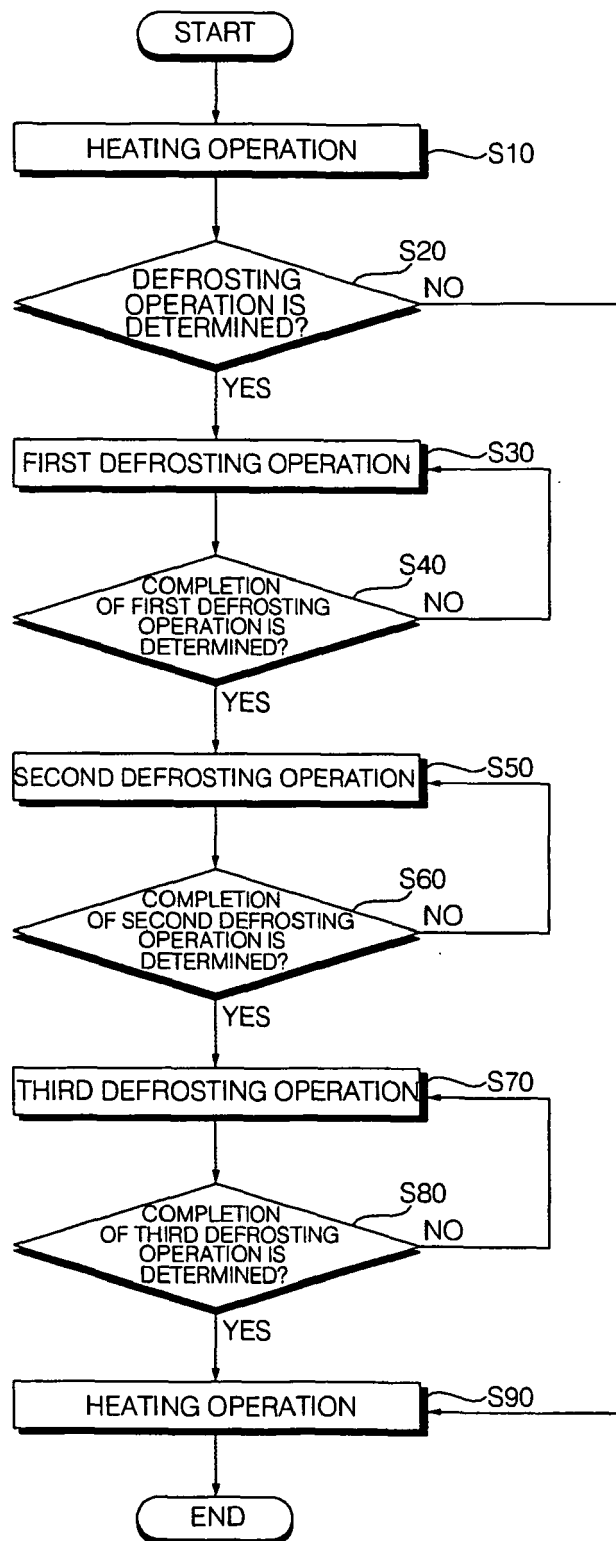 START
HEATING OPERATION
S10
S20
DEFROSTING
OPERATION IS
DETERMINED?
NO
YES
FIRST DEFROSTING OPERATION
S30
S40
COMPLETION
OF FIRST DEFROSTING
OPERATION IS
DETERMINED?
NO
YES
SECOND DEFROSTING OPERATION
S50
S60
COMPLETION
OF SECOND DEFROSTING
OPERATION IS
DETERMINED?
NO
YES
THIRD DEFROSTING OPERATION
S70
S80
COMPLETION
OF THIRD DEFROSTING
OPERATION IS
DETERMINED?
NO
YES
HEATING OPERATION
S90
END